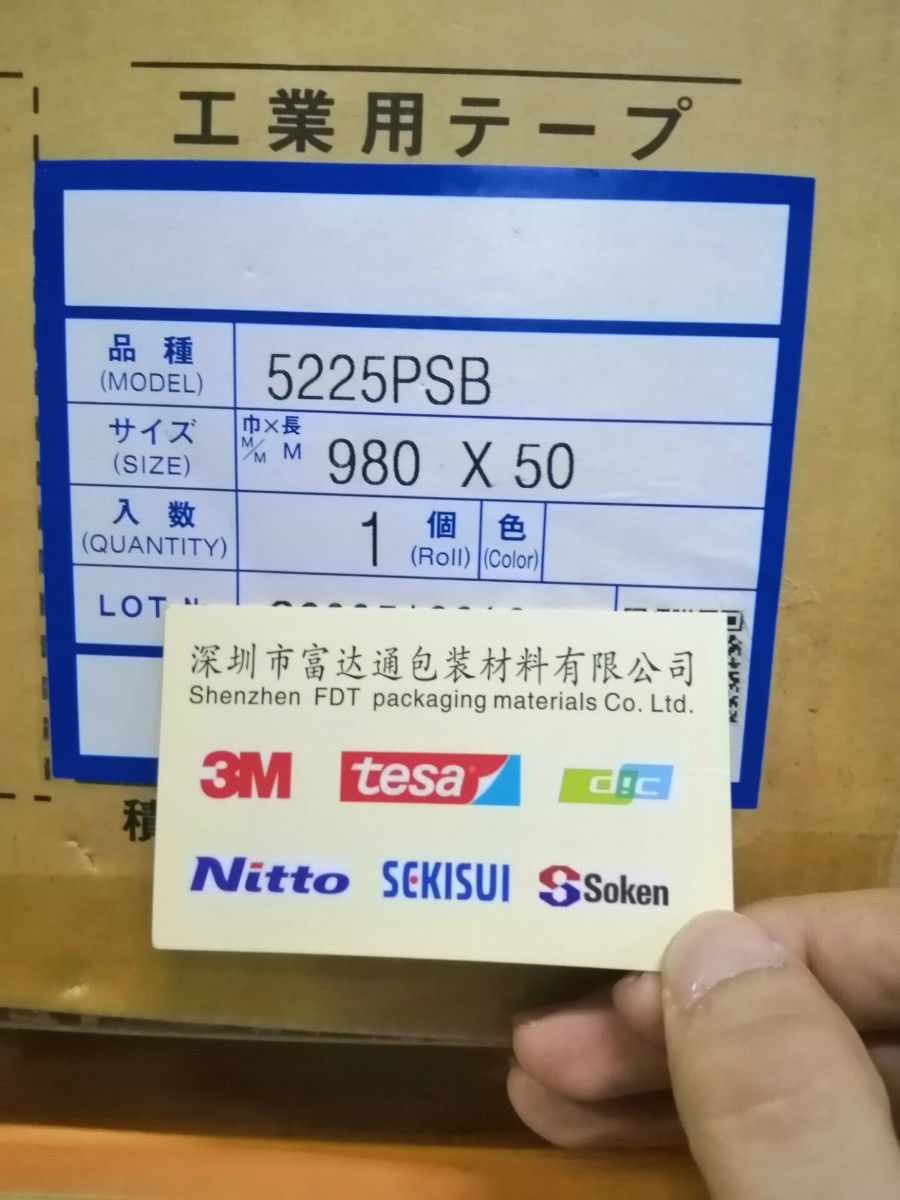 工業用テープ
品種 5225PSB
(MODEL)
サイズ 巾×長 980 X 50
(SIZE) M/M M
入数 1 個 色
(QUANTITY) (Roll) (Color)
LOT
深圳市富达通包装材料有限公司
Shenzhen FDT packaging materials Co. Ltd.
3M tesa dic
Nitto SEKISUI Soken
積